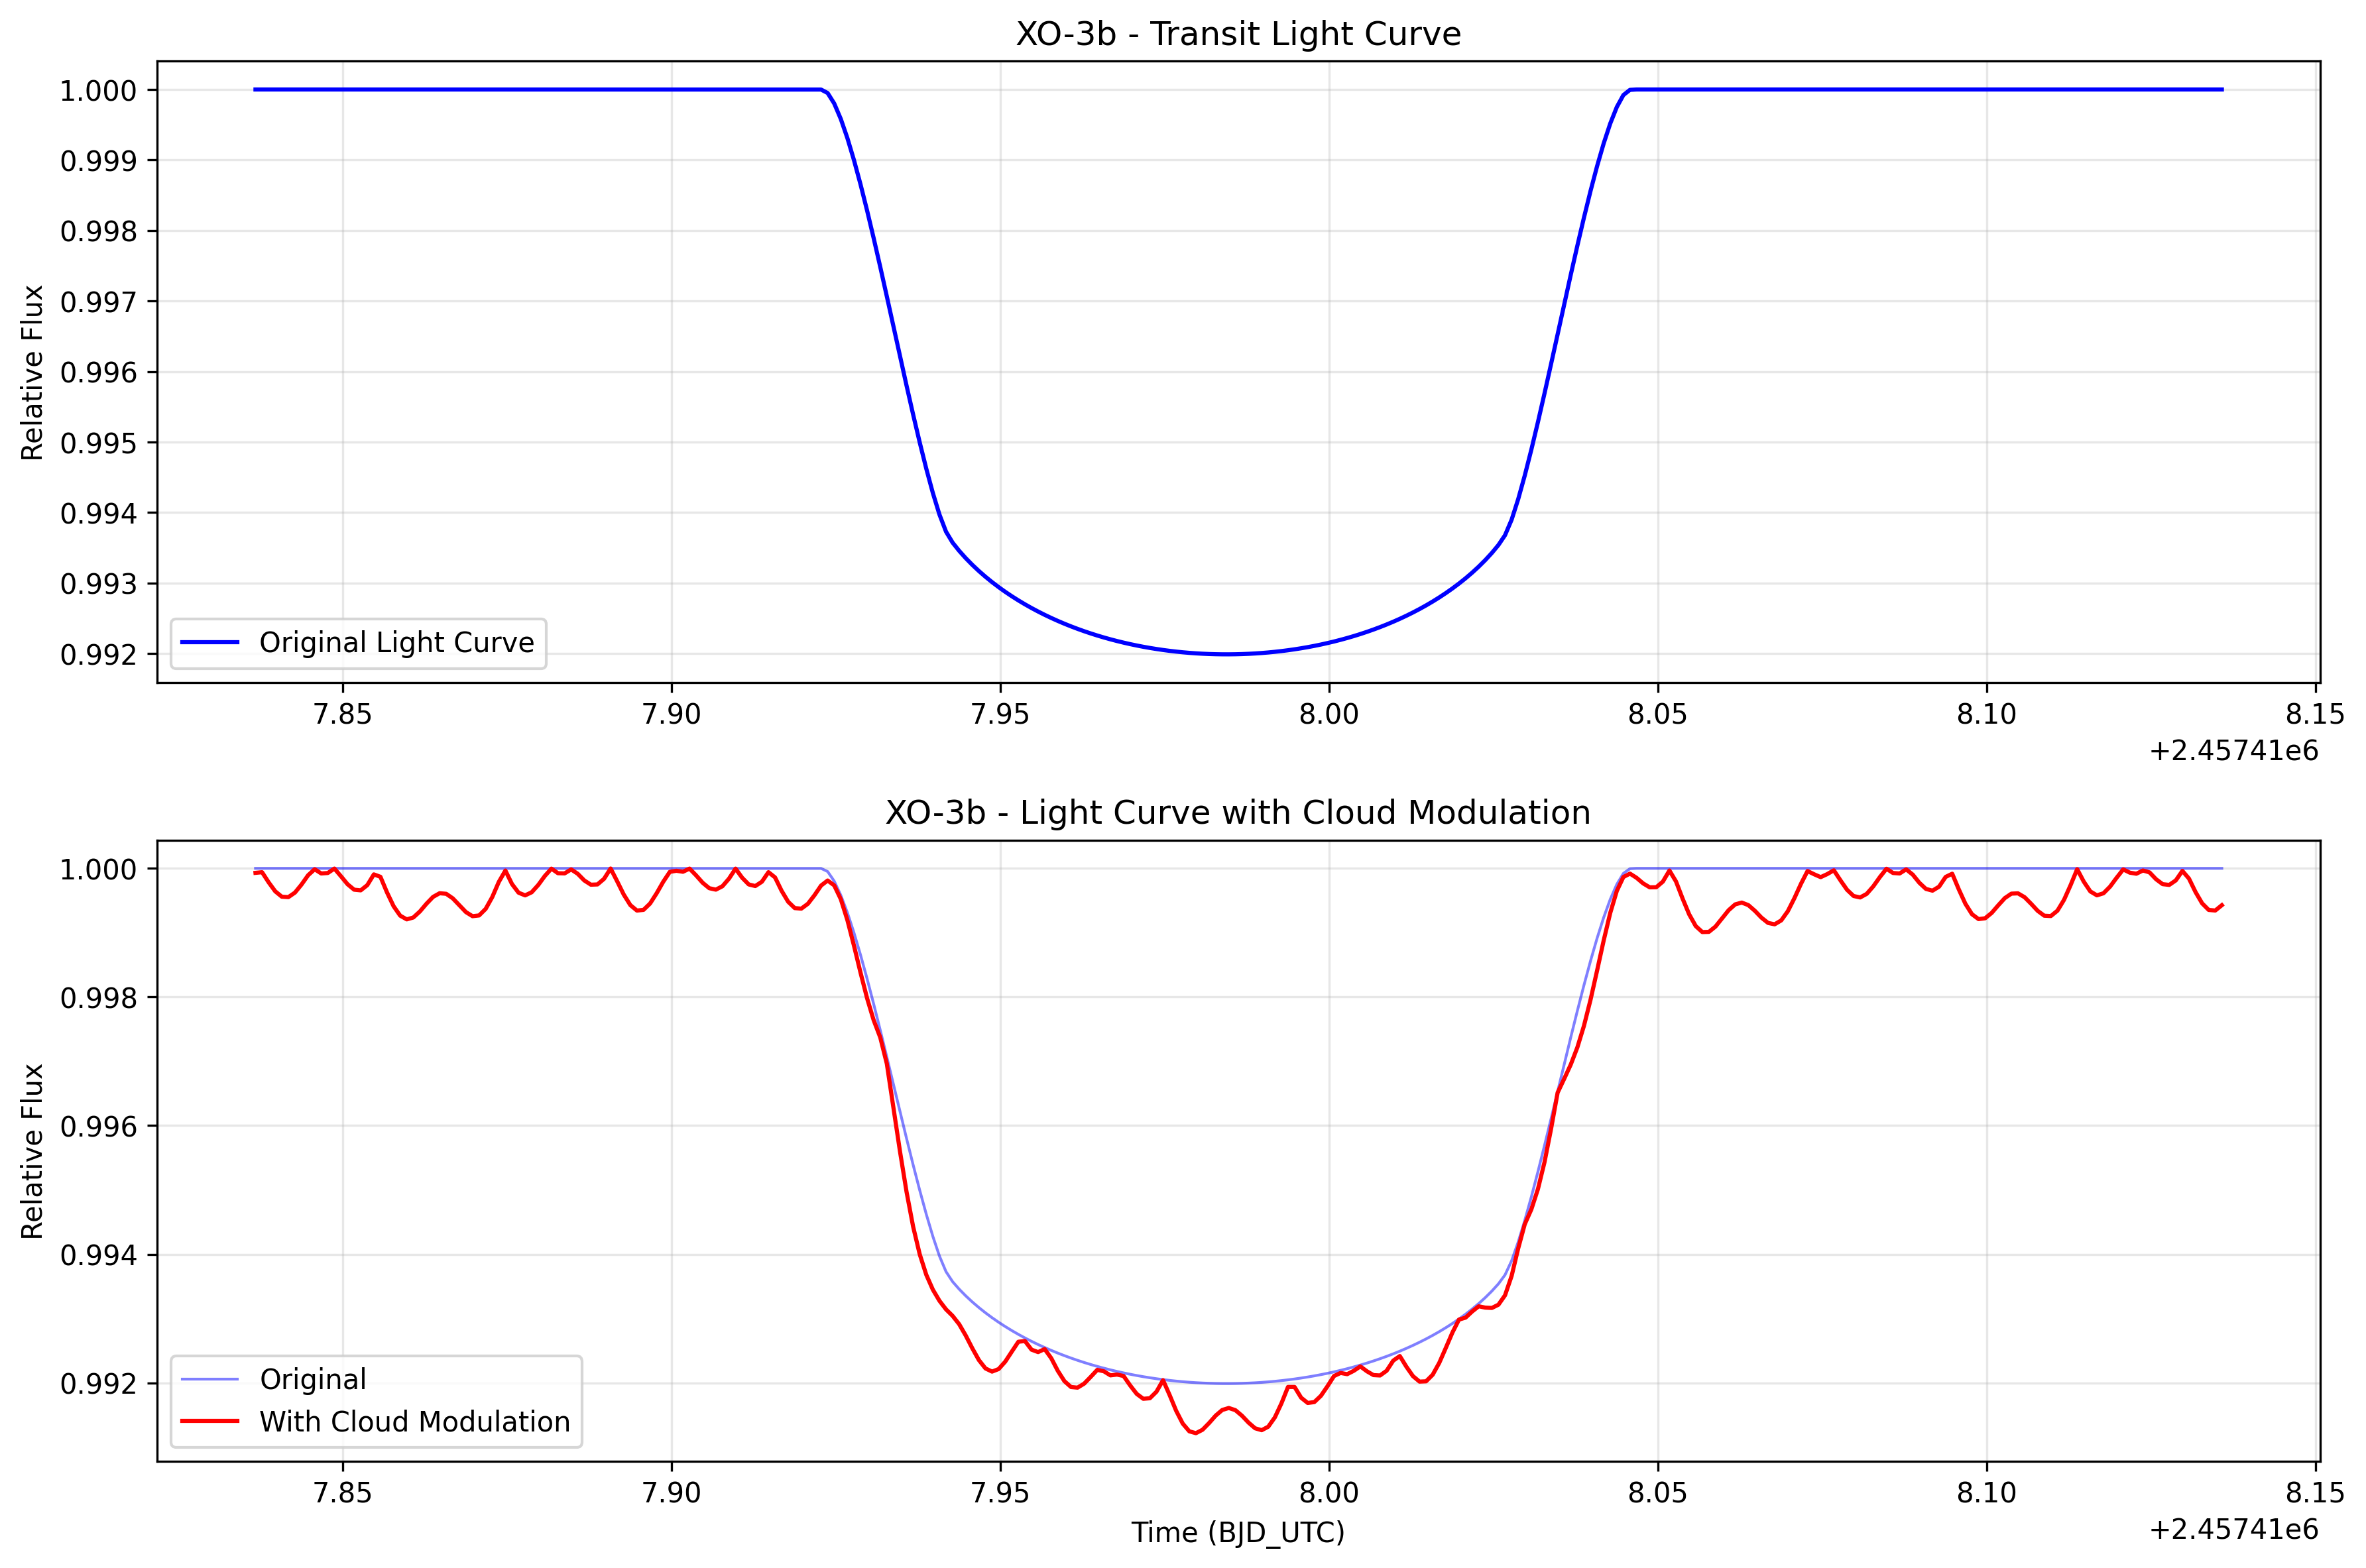 XO-3b - Transit Light Curve
Relative Flux
1.000
0.999
0.998
0.997
0.996
0.995
0.994
0.993
0.992
Original Light Curve
7.85 7.90 7.95 8.00 8.05 8.10 8.15
+2.45741e6
XO-3b - Light Curve with Cloud Modulation
Relative Flux
1.000
0.998
0.996
0.994
0.992
Original
With Cloud Modulation
7.85 7.90 7.95 8.00 8.05 8.10 8.15
Time (BJD_UTC)
+2.45741e6